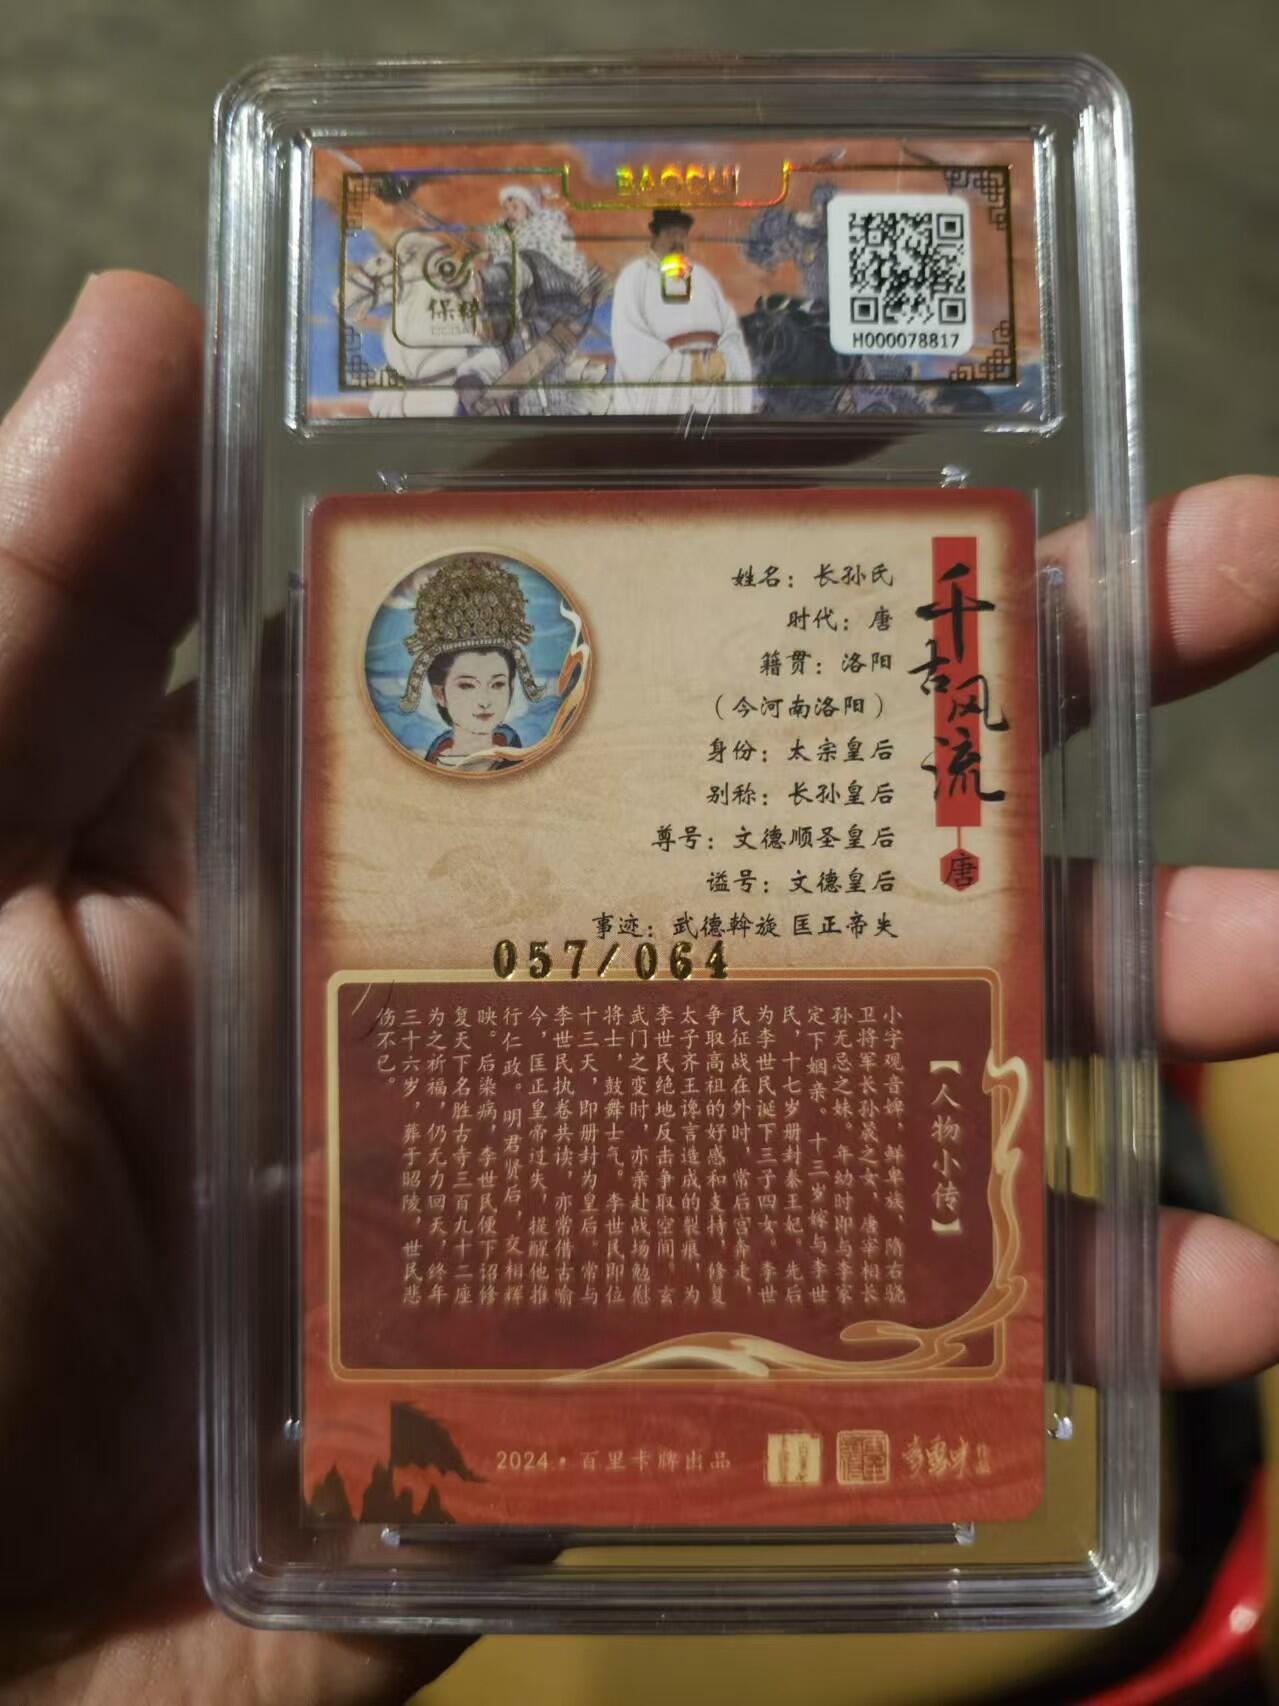 BAOCUI
保粹
H000078817
千古风流
唐
姓名：长孙氏
时代：唐
籍贯：洛阳
（今河南洛阳）
身份：太宗皇后
别称：长孙皇后
尊号：文德顺圣皇后
谥号：文德皇后
事迹：武德斡旋 匡正帝失
057/064
【人物小传】
小字观音婢，鲜卑族，隋右骁
卫将军长孙晟之女，唐宰相长
孙无忌之妹。年幼时即与李家
定下姻亲。十三岁嫁与李世
民，十七岁册封秦王妃。先后
为李世民诞下三子四女。李世
民征战在外时，常后宫奔走，
争取高祖的好感和支持，修复
太子齐王谗言造成的裂痕，为
李世民绝地反击争取空间。玄
武门之变时，亦亲赴战场勉慰
将士，鼓舞士气。李世民即位
十三天，即册封为皇后。常与
李世民执卷共读，亦常借古喻
今，匡正皇帝过失，提醒他推
行仁政。明君贤后，交相辉
映。后染病，李世民便下诏修
复天下名胜古寺三百九十二座
为之祈福，仍无力回天。终年
三十六岁，葬于昭陵，世民悲
伤不已。
2024·百里卡牌出品